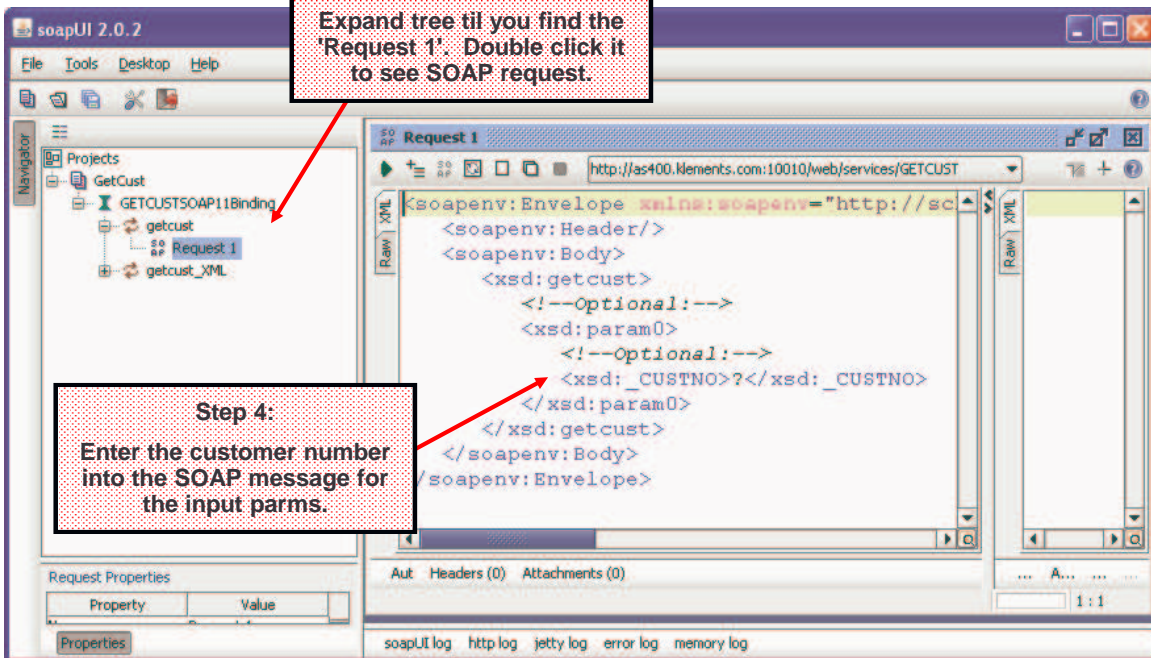 Expand tree til you find the
'Request 1'. Double click it
to see SOAP request.
soapUI 2.0.2
File Tools Desktop Help
Navigator
Projects
GetCust
GETCUSTSOAP11Binding
getcust
SO AP Request 1
getcust_XML
SO AP Request 1
http://as400.klements.com:10010/web/services/GETCUST
XML
Raw
<soapenv:Envelope xmlns:soapenv="http://sc
<soapenv:Header/>
<soapenv:Body>
<xsd:getcust>
<!--Optional:-->
<xsd:param0>
<!--Optional:-->
<xsd:_CUSTNO>?</xsd:_CUSTNO>
</xsd:param0>
</xsd:getcust>
</soapenv:Body>
/soapenv:Envelope>
XML
Raw
Step 4:
Enter the customer number
into the SOAP message for
the input parms.
Aut Headers (0) Attachments (0)
... A... ... ...
1 : 1
Request Properties
Property Value
Properties
soapUI log http log jetty log error log memory log